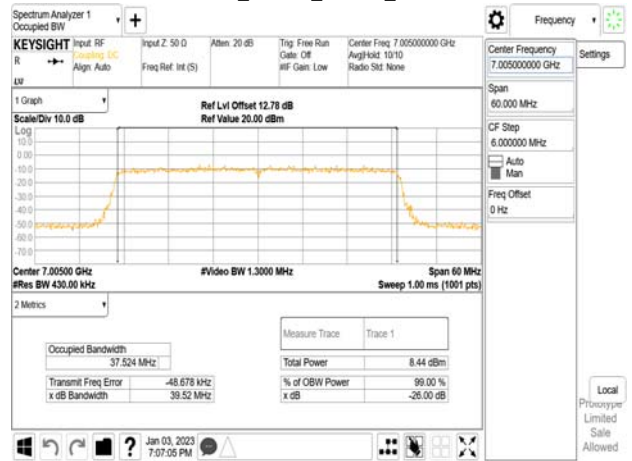 Spectrum Analyzer 1
Occupied BW
Frequency
KEYSIGHT
R
Input: RF
Coupling: DC
Align: Auto
Input Z: 50 Ω
Freq Ref: Int (S)
Atten: 20 dB
Trig: Free Run
Gate: Off
#IF Gain: Low
Center Freq: 7.005000000 GHz
Avg|Hold: 10/10
Radio Std: None
Center Frequency
7.005000000 GHz
Settings
Span
60.000 MHz
CF Step
6.000000 MHz
Auto
Man
Freq Offset
0 Hz
1 Graph
Scale/Div 10.0 dB
Ref Lvl Offset 12.78 dB
Ref Value 20.00 dBm
Log
10.0
0.00
-10.0
-20.0
-30.0
-40.0
-50.0
-60.0
-70.0
Center 7.00500 GHz
#Res BW 430.00 kHz
#Video BW 1.3000 MHz
Span 60 MHz
Sweep 1.00 ms (1001 pts)
2 Metrics
Measure Trace Trace 1
Occupied Bandwidth
37.524 MHz
Total Power 8.44 dBm
Transmit Freq Error -48.678 kHz
% of OBW Power 99.00 %
x dB Bandwidth 39.52 MHz
x dB -26.00 dB
Jan 03, 2023
7:07:05 PM
Local
Prototype
Limited
Sale
Allowed